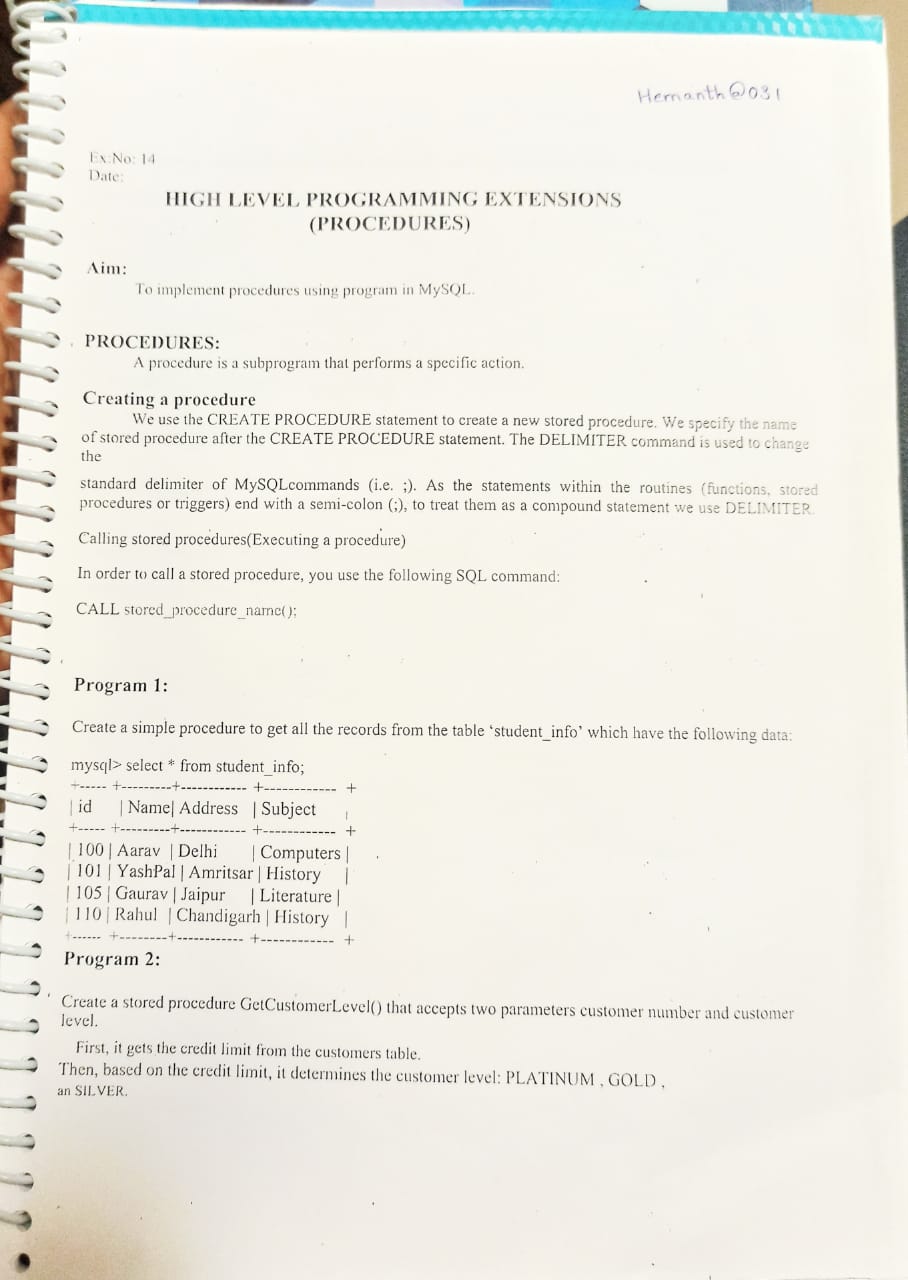 Hemanth@031
Ex:No: 14
Date:
HIGH LEVEL PROGRAMMING EXTENSIONS
(PROCEDURES)
Aim:
To implement procedures using program in MySQL.
PROCEDURES:
A procedure is a subprogram that performs a specific action.
Creating a procedure
We use the CREATE PROCEDURE statement to create a new stored procedure. We specify the name
of stored procedure after the CREATE PROCEDURE statement. The DELIMITER command is used to change
the
standard delimiter of MySQLcommands (i.e. ;). As the statements within the routines (functions, stored
procedures or triggers) end with a semi-colon (;), to treat them as a compound statement we use DELIMITER.
Calling stored procedures(Executing a procedure)
In order to call a stored procedure, you use the following SQL command:
CALL stored_procedure_name();
Program 1:
Create a simple procedure to get all the records from the table ‘student_info’ which have the following data:
mysql> select * from student_info;
+----- +---------+------------ +------------ +
| id | Name| Address | Subject |
+----- +---------+------------ +------------ +
| 100 | Aarav | Delhi | Computers |
| 101 | YashPal | Amritsar | History |
| 105 | Gaurav | Jaipur | Literature |
| 110 | Rahul | Chandigarh | History |
+------ +--------+------------ +------------ +
Program 2:
Create a stored procedure GetCustomerLevel() that accepts two parameters customer number and customer
level.
First, it gets the credit limit from the customers table.
Then, based on the credit limit, it determines the customer level: PLATINUM , GOLD ,
an SILVER.